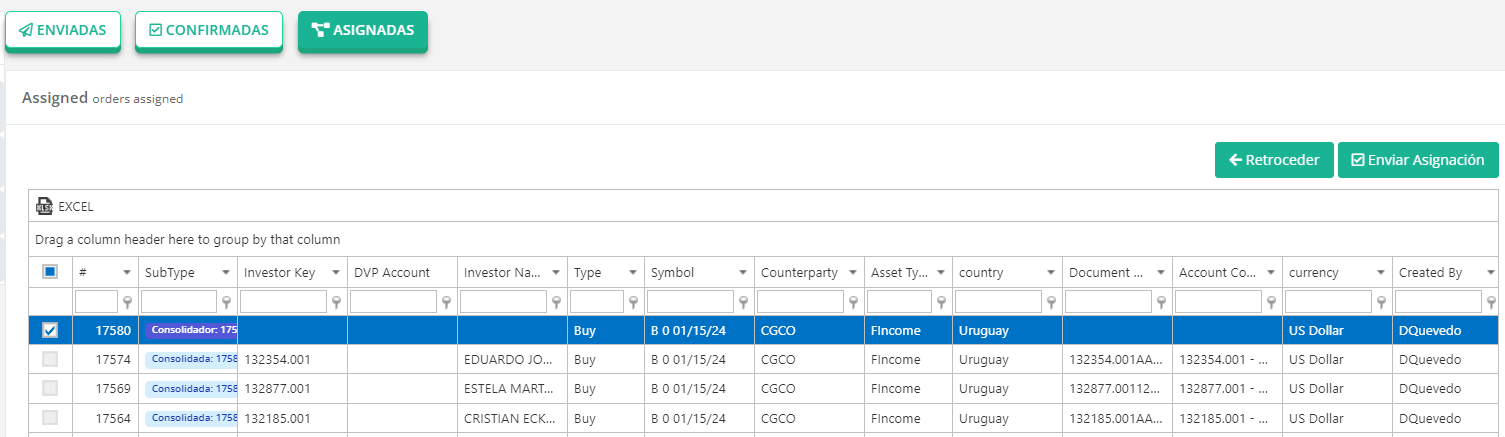 ENVIADAS CONFIRMADAS ASIGNADAS
Assigned orders assigned
Retroceder Enviar Asignación
XLSX EXCEL
Drag a column header here to group by that column
# SubType Investor Key DVP Account Investor Na... Type Symbol Counterparty Asset Ty... country Document ... Account Co... currency Created By
17580 Consolidador: 175 Buy B 0 01/15/24 CGCO FIncome Uruguay US Dollar DQuevedo
17574 Consolidada: 1758 132354.001 EDUARDO JO... Buy B 0 01/15/24 CGCO FIncome Uruguay 132354.001AA... 132354.001 - ... US Dollar DQuevedo
17569 Consolidada: 1758 132877.001 ESTELA MART... Buy B 0 01/15/24 CGCO FIncome Uruguay 132877.00112... 132877.001 - ... US Dollar DQuevedo
17564 Consolidada: 1758 132185.001 CRISTIAN ECK... Buy B 0 01/15/24 CGCO FIncome Uruguay 132185.001AA... 132185.001 - ... US Dollar DQuevedo